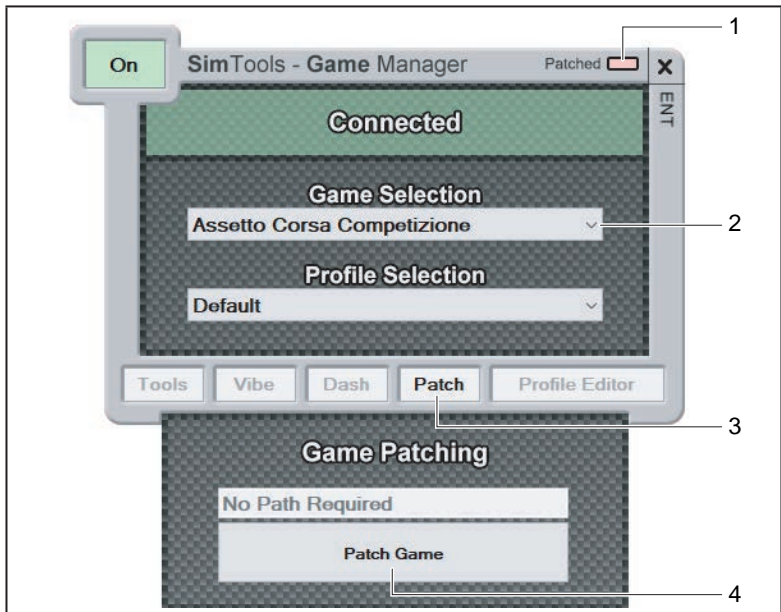 1
On
SimTools - Game Manager
Patched
ENT
Connected
Game Selection
Assetto Corsa Competizione
2
Profile Selection
Default
Tools
Vibe
Dash
Patch
Profile Editor
3
Game Patching
No Path Required
Patch Game
4